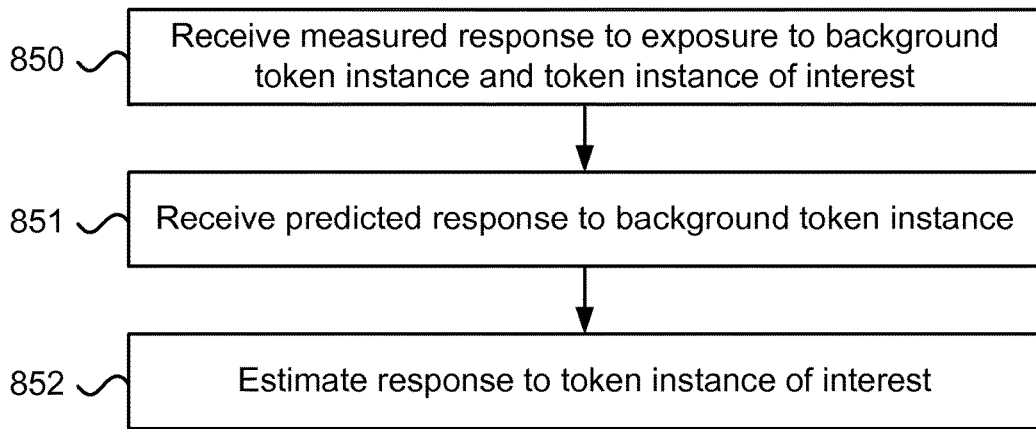 850
Receive measured response to exposure to background
token instance and token instance of interest
851
Receive predicted response to background token instance
852
Estimate response to token instance of interest